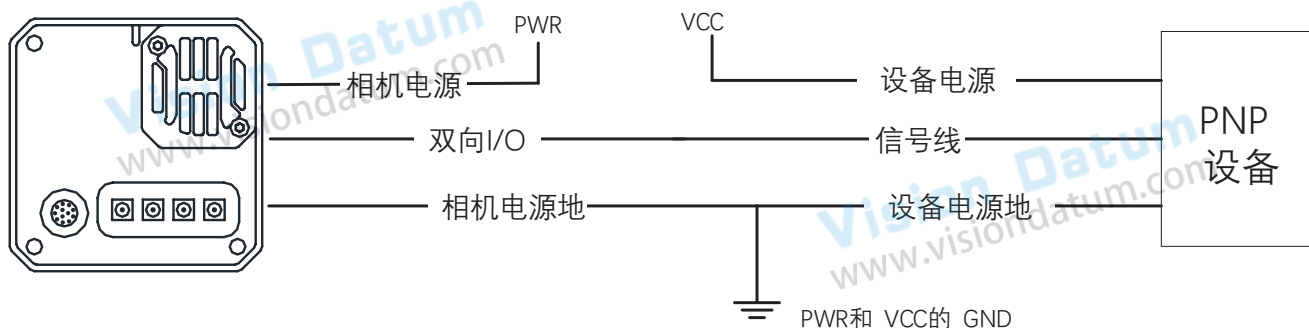 PWR
VCC
相机电源
设备电源
双向I/O
信号线
PNP
设备
相机电源地
设备电源地
PWR和 VCC的 GND
Vision Datum
www.visiondatum.com
Vision Datum
www.visiondatum.com